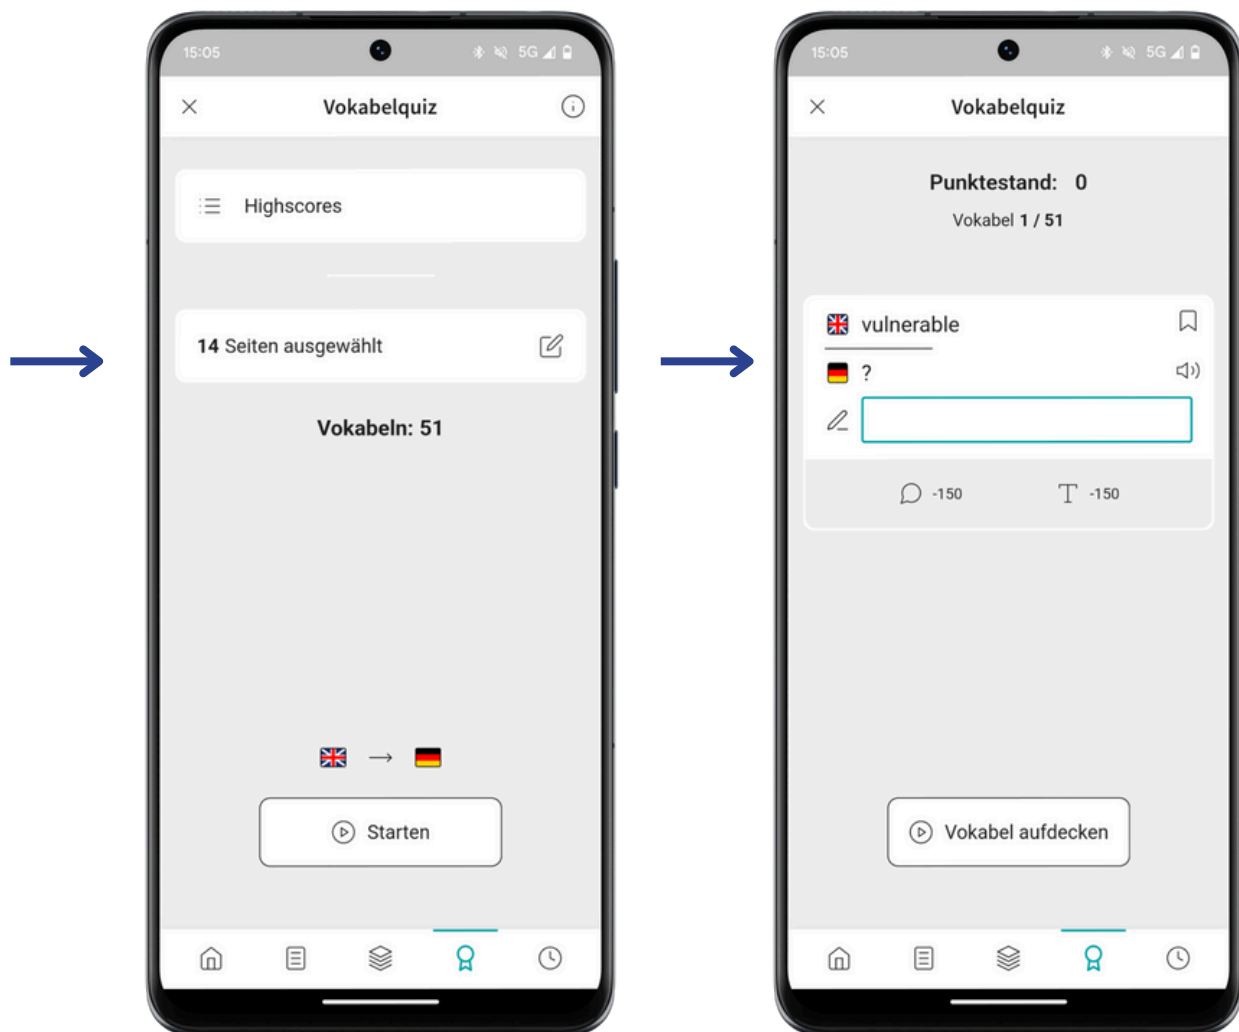 15:05
5G
Vokabelquiz
Highscores
14 Seiten ausgewählt
Vokabeln: 51
Starten
15:05
5G
Vokabelquiz
Punktestand: 0
Vokabel 1 / 51
vulnerable
?
-150
T -150
Vokabel aufdecken